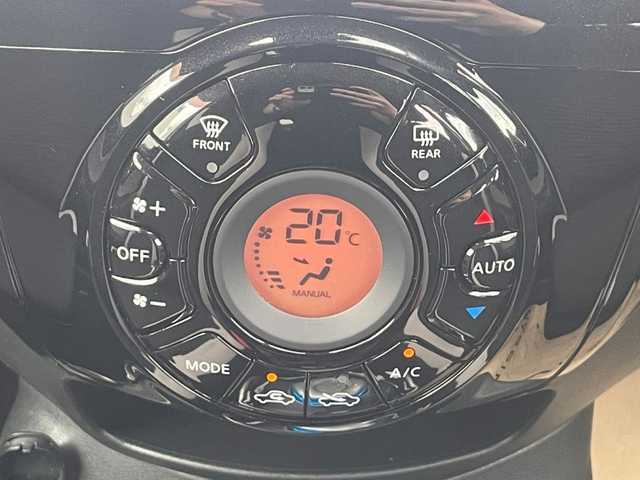 FRONT
REAR
+
20°C
OFF
AUTO
MANUAL
−
MODE
A/C